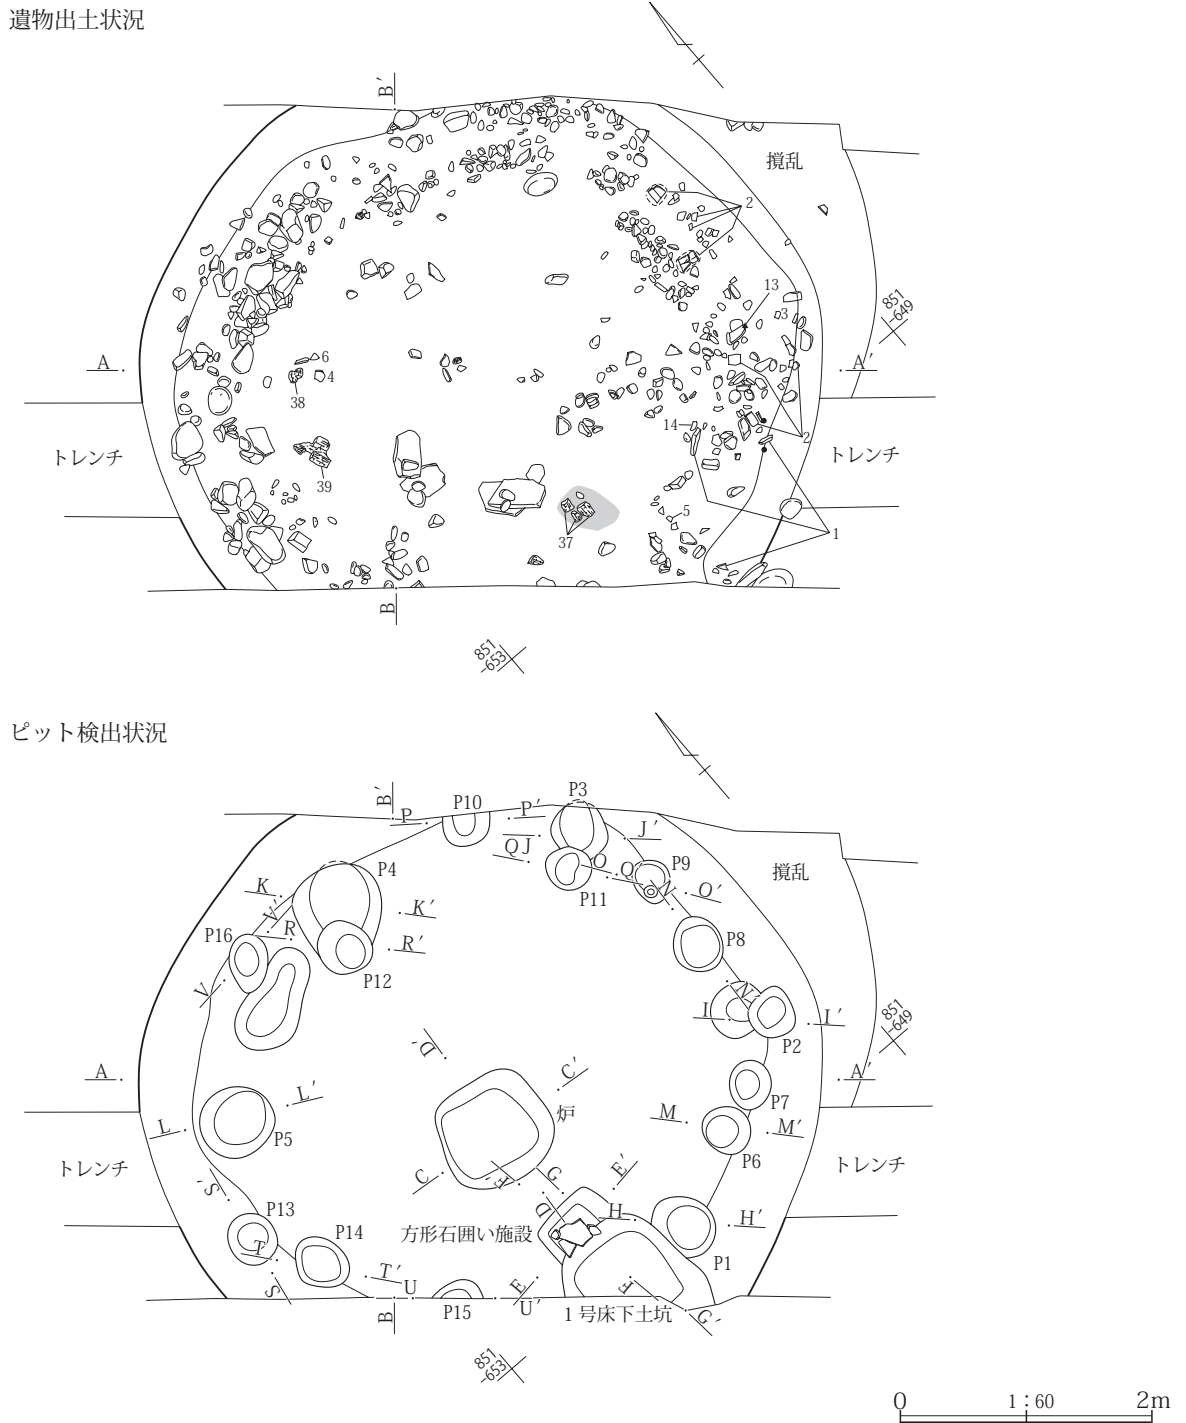 遺物出土状況
B′
撹乱
2
13
3
851
-649
6
4
38
A
A′
14
2
トレンチ
トレンチ
39
5
37
1
B
851
-653
ピット検出状況
B′
P
P10
P′
P3
QJ
J′
撹乱
P4
O
Q
P9
K
K′
P11
N
O′
V′
R
R′
P16
P12
P8
V
N′
I
I′
P2
851
-649
D′
C′
A
A′
炉
P7
L
L′
P5
M
M′
P6
トレンチ
トレンチ
C
F′
G
E′
S′
D
P13
H
H′
方形石囲い施設
P14
P1
T
T′
S
U
E
F
B
P15
U′
1号床下土坑
G′
851
-653
0
1:60
2m